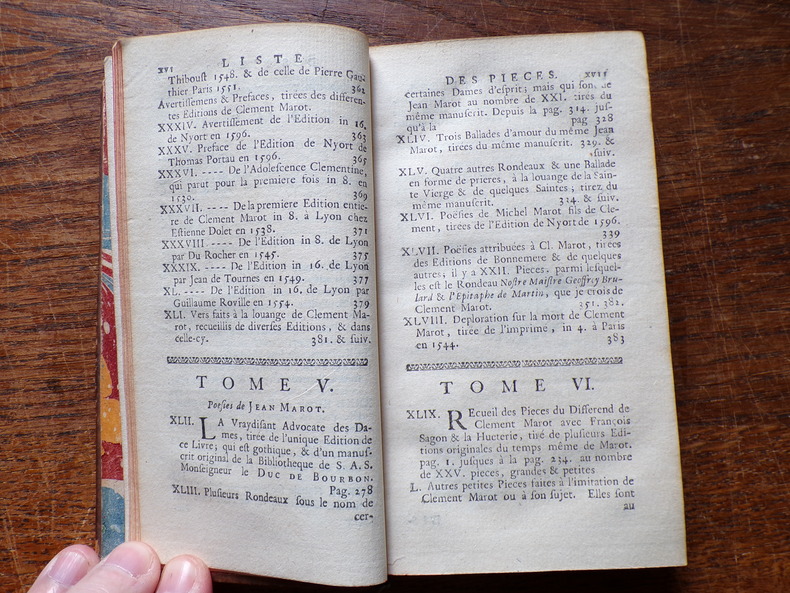 xvi
LISTE
Thiboust 1548. & de celle de Pierre Gaul-
thier Paris 1551. 362
Avertissemens & Prefaces, tirées des differen-
tes Editions de Clement Marot.
XXXIV. Avertissement de l'Edition in 16.
de Nyort en 1596. 363
XXXV. Preface de l'Edition de Nyort de
Thomas Portau en 1596. 365
XXXVI. ---- De l'Adolescence Clementine,
qui parut pour la premiere fois in 8. en
1530. 369
XXXVII. ---- De la premiere Edition entie-
re de Clement Marot in 8. à Lyon chez
Estienne Dolet en 1538. 371
XXXVIII ---- De l'Edition in 8. de Lyon
par Du Rocher en 1545. 375
XXXIX. ---- De l'Edition in 16. de Lyon
par Jean de Tournes en 1549. 377
XL. ---- De l'Edition in 16. de Lyon par
Guillaume Roville en 1554. 379
XLI. Vers faits à la louange de Clement Ma-
rot, recueillis de diverses Editions, & dans
celle-cy. 381. & suiv.
TOME V.
Poësies de JEAN MAROT.
XLII. LA Vraydisant Advocate des Da-
mes, tirée de l'unique Edition de
ce Livre; qui est gothique, & d'un manus-
crit original de la Bibliotheque de S. A. S.
Monseigneur le DUC DE BOURBON.
Pag. 278
XLIII. Plusieurs Rondeaux sous le nom de
cer-
DES PIECES. xvij
certaines Dames d'esprit; mais qui sont de
Jean Marot au nombre de XXI. tirés du
même manuscrit. Depuis la pag. 314. jus-
qu'à la pag 328
XLIV. Trois Ballades d'amour du même Jean
Marot, tirées du même manuscrit. 329. &
suiv.
XLV. Quatre autres Rondeaux & une Ballade
en forme de prieres, à la louange de la Sain-
te Vierge & de quelques Saintes; tirez du
même manuscrit. 334. & suiv.
XLVI. Poësies de Michel Marot fils de Cle-
ment, tirées de l'Edition de Nyort de 1596.
339
XLVII. Poësies attribuées à Cl. Marot, tirées
des Editions de Bonnemere & de quelques
autres; il y a XXII. Pieces, parmi lesquel-
les est le Rondeau Nostre Maistre Geoffroy Bru-
lard & l'Epitaphe de Martin, que je crois de
Clement Marot. 351. 382.
XLVIII. Deploration sur la mort de Clement
Marot, tirée de l'imprimé, in 4. à Paris
en 1544. 383
TOME VI.
XLIX. REcueil des Pieces du Differend de
Clement Marot avec François
Sagon & la Hueterie, tiré de plusieurs Edi-
tions originales du temps même de Marot.
pag. 1. jusques à la pag. 234. au nombre
de XXV. pieces, grandes & petites
L. Autres petites Pieces faites à l'imitation de
Clement Marot ou à son sujet. Elles sont
au